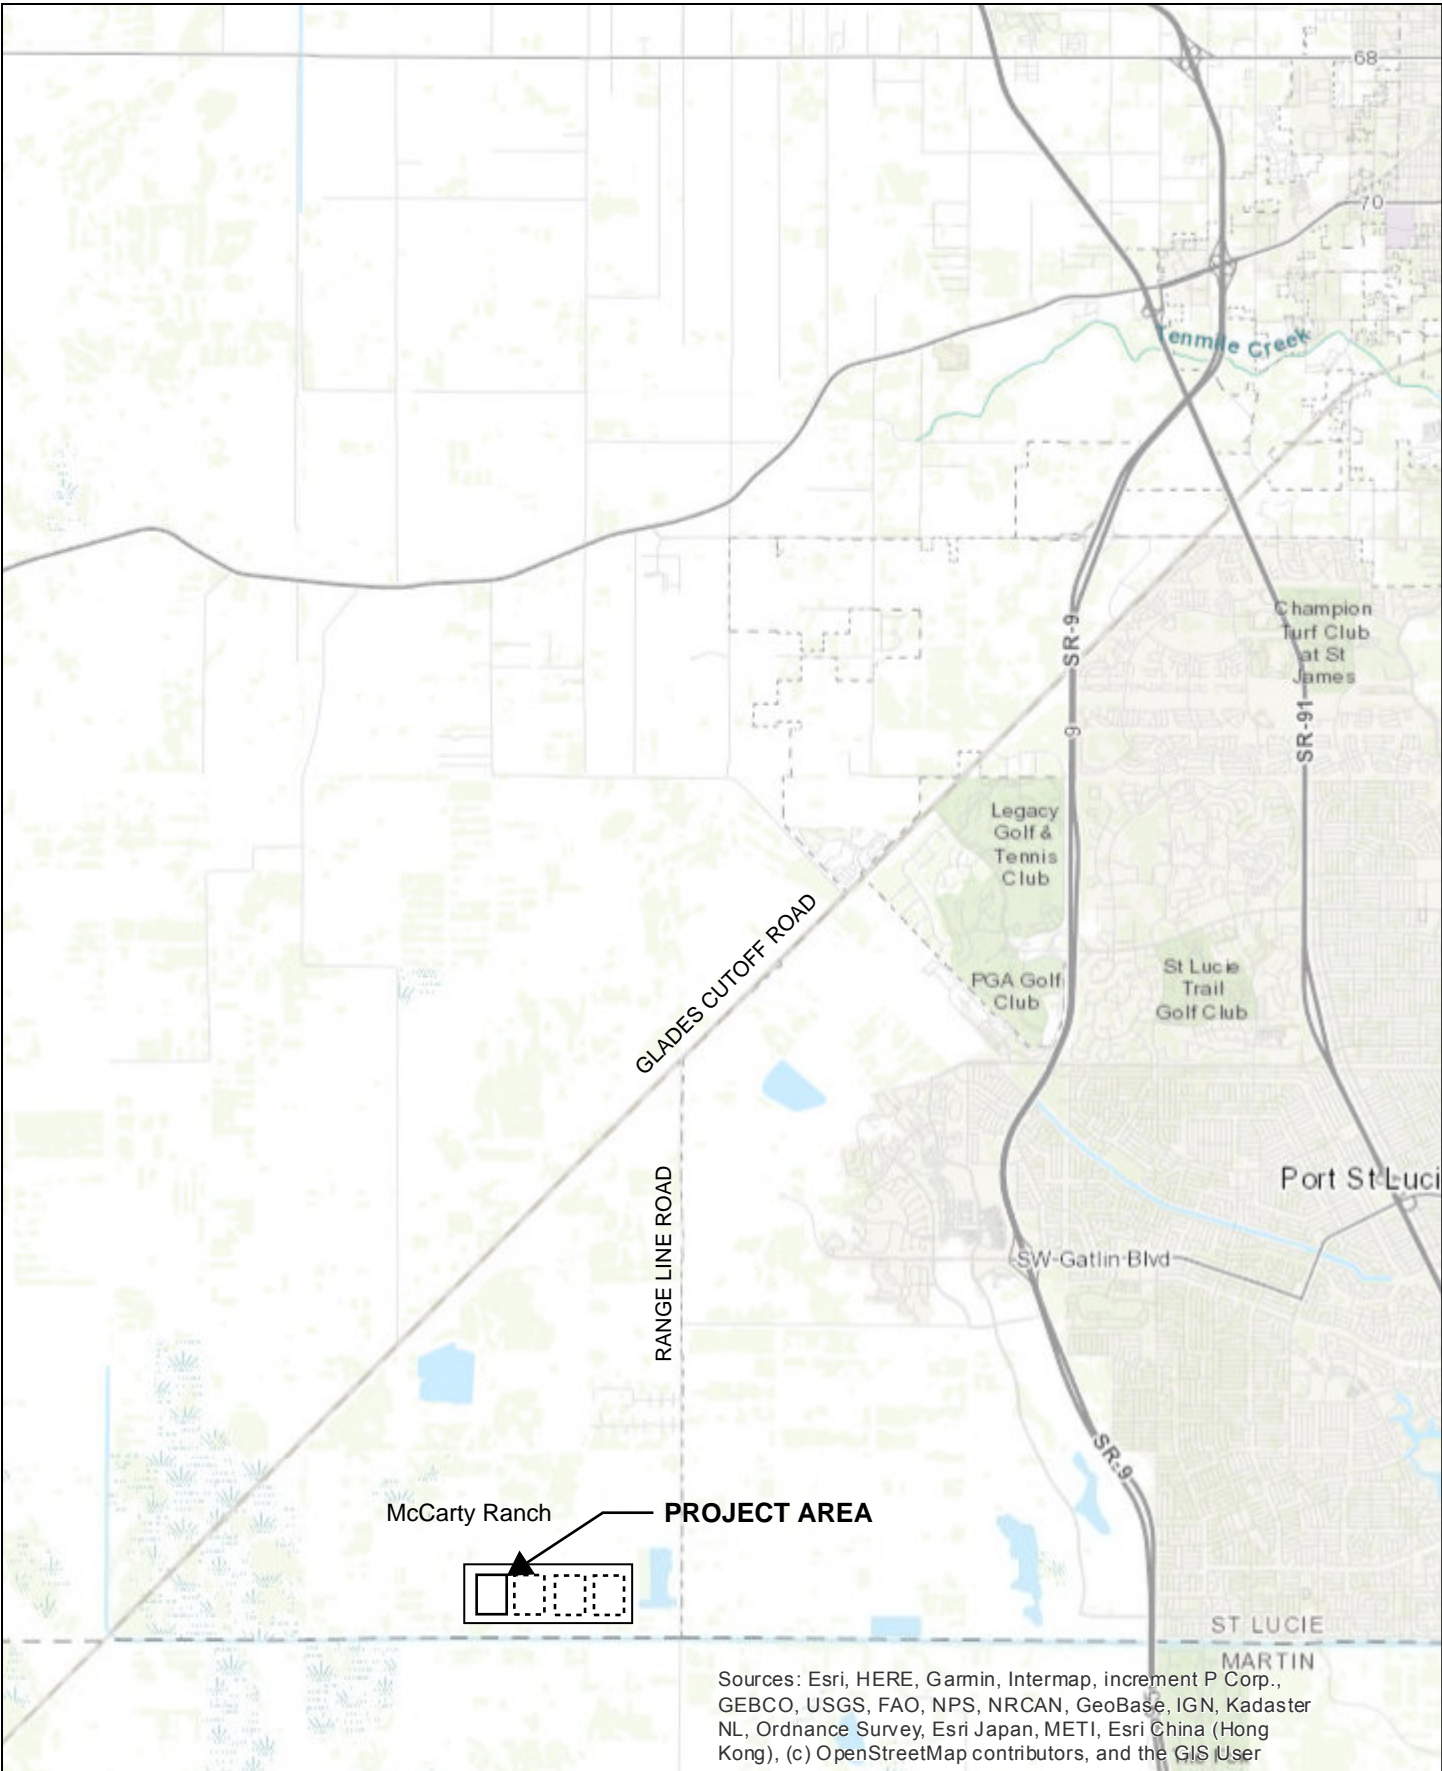 68
70
Tenmile Creek
Champion
Turf Club
at St
James
SR-9
SR-91
9
Legacy
Golf &
Tennis
Club
GLADES CUTOFF ROAD
PGA Golf
Club
St Lucie
Trail
Golf Club
Port St Luci
RANGE LINE ROAD
SW Gatlin Blvd
SR-9
McCarty Ranch
PROJECT AREA
ST LUCIE
MARTIN
Sources: Esri, HERE, Garmin, Intermap, increment P Corp.,
GEBCO, USGS, FAO, NPS, NRCAN, GeoBase, IGN, Kadaster
NL, Ordnance Survey, Esri Japan, METI, Esri China (Hong
Kong), (c) OpenStreetMap contributors, and the GIS User